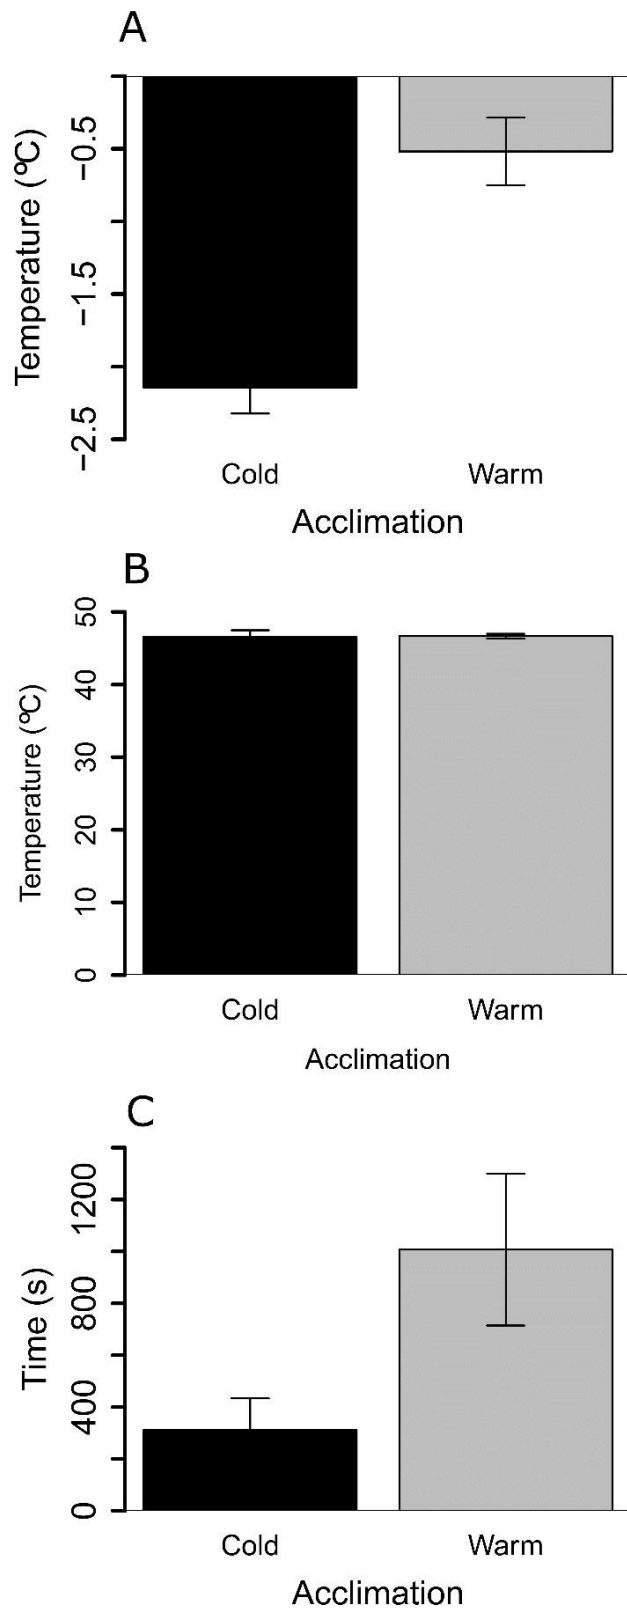 A
Temperature (ºC)
−0.5
−1.5
−2.5
Cold Warm
Acclimation
B
Temperature (ºC)
50
40
30
20
10
0
Cold Warm
Acclimation
C
Time (s)
1200
800
400
0
Cold Warm
Acclimation